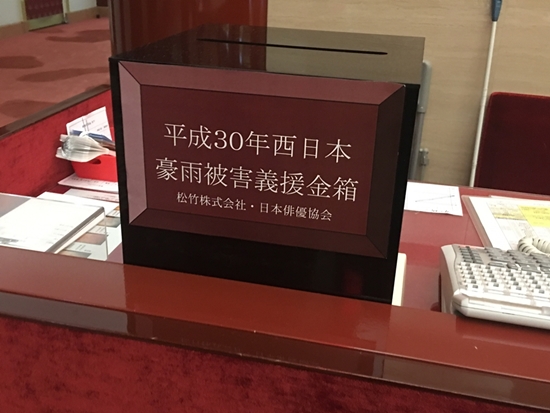 平成30年西日本
豪雨被害義援金箱
松竹株式会社・日本俳優協会